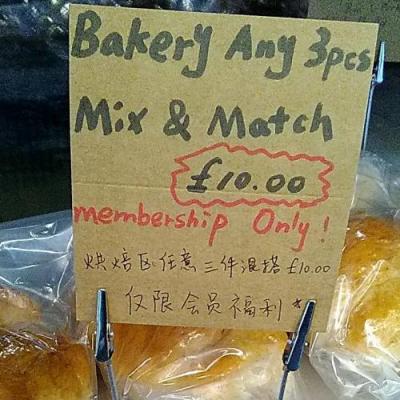 Bakery Any 3pcs
Mix & Match
£10.00
membership Only!
烘焙区任意三件混搭£10.00
仅限会员福利*